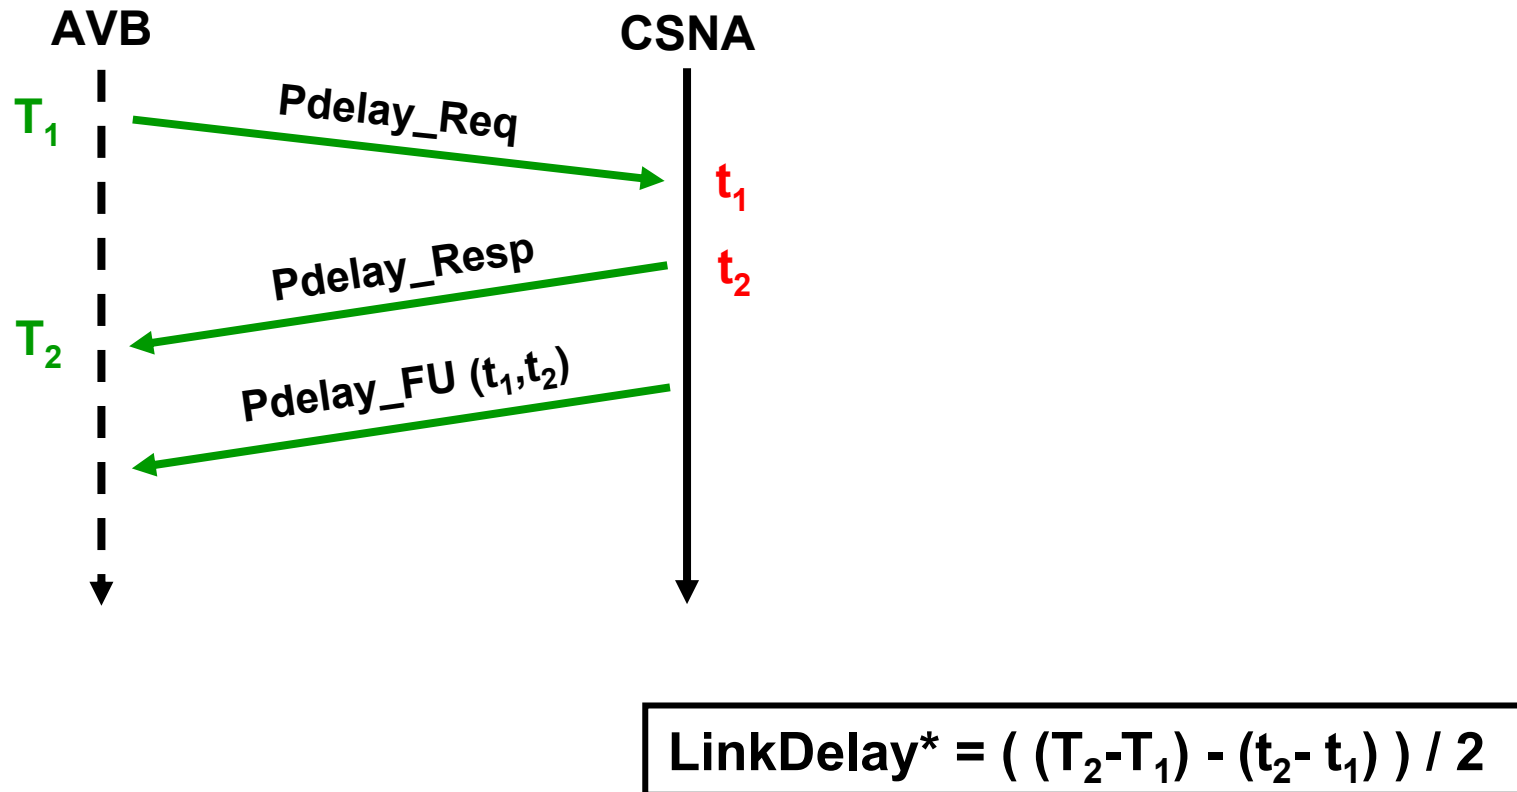 AVB
CSNA
T₁
Pdelay_Req
t₁
Pdelay_Resp
t₂
T₂
Pdelay_FU (t₁,t₂)
LinkDelay* = ( (T₂-T₁) - (t₂- t₁) ) / 2